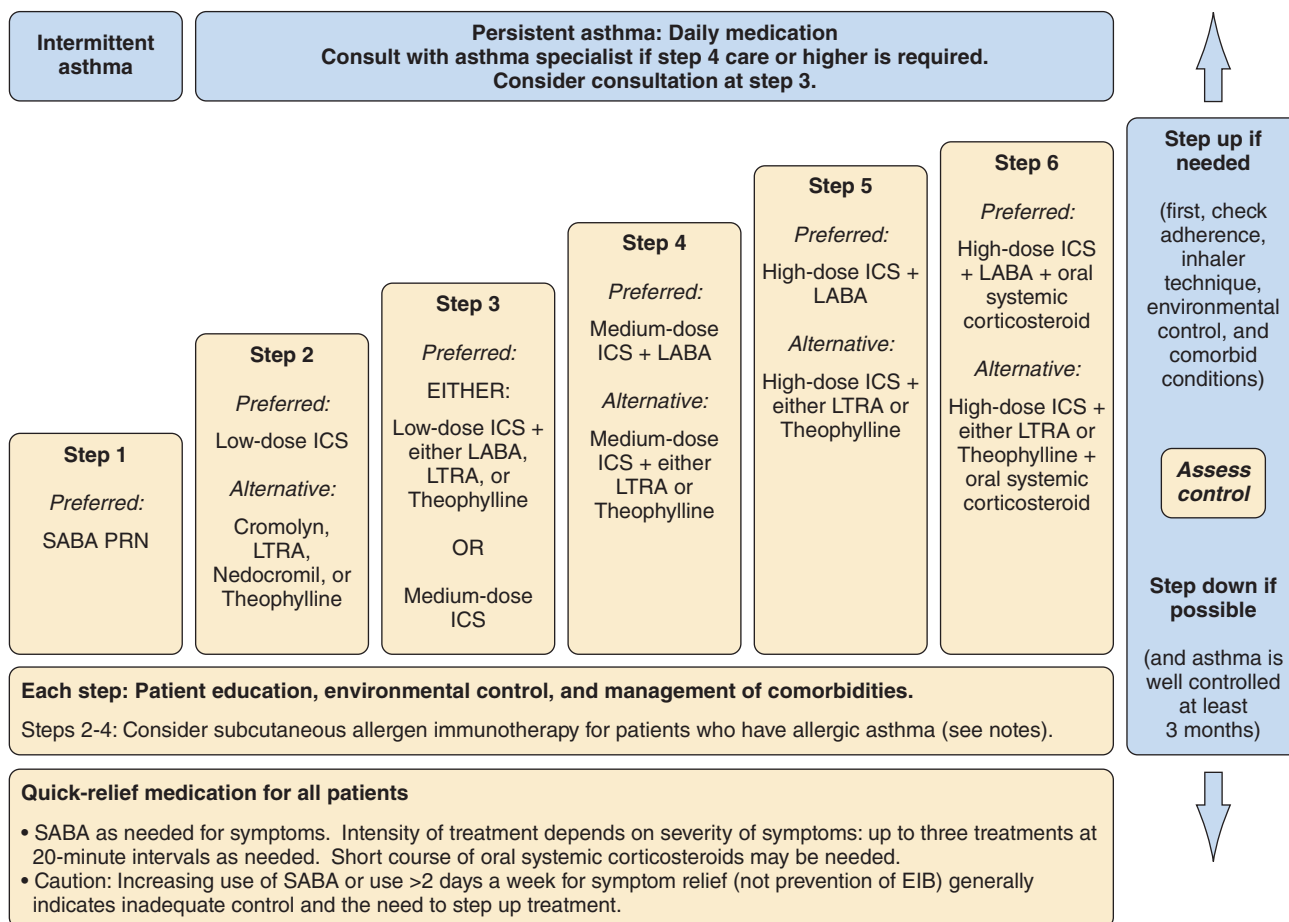 Intermittent
asthma
Persistent asthma: Daily medication
Consult with asthma specialist if step 4 care or higher is required.
Consider consultation at step 3.
Step 1
Preferred:
SABA PRN
Step 2
Preferred:
Low-dose ICS
Alternative:
Cromolyn,
LTRA,
Nedocromil, or
Theophylline
Step 3
Preferred:
EITHER:
Low-dose ICS +
either LABA,
LTRA, or
Theophylline
OR
Medium-dose
ICS
Step 4
Preferred:
Medium-dose
ICS + LABA
Alternative:
Medium-dose
ICS + either
LTRA or
Theophylline
Step 5
Preferred:
High-dose ICS +
LABA
Alternative:
High-dose ICS +
either LTRA or
Theophylline
Step 6
Preferred:
High-dose ICS
+ LABA + oral
systemic
corticosteroid
Alternative:
High-dose ICS +
either LTRA or
Theophylline +
oral systemic
corticosteroid
Step up if
needed
(first, check
adherence,
inhaler
technique,
environmental
control, and
comorbid
conditions)
Assess
control
Step down if
possible
(and asthma is
well controlled
at least
3 months)
Each step: Patient education, environmental control, and management of comorbidities.
Steps 2-4: Consider subcutaneous allergen immunotherapy for patients who have allergic asthma (see notes).
Quick-relief medication for all patients
• SABA as needed for symptoms. Intensity of treatment depends on severity of symptoms: up to three treatments at
20-minute intervals as needed. Short course of oral systemic corticosteroids may be needed.
• Caution: Increasing use of SABA or use >2 days a week for symptom relief (not prevention of EIB) generally
indicates inadequate control and the need to step up treatment.